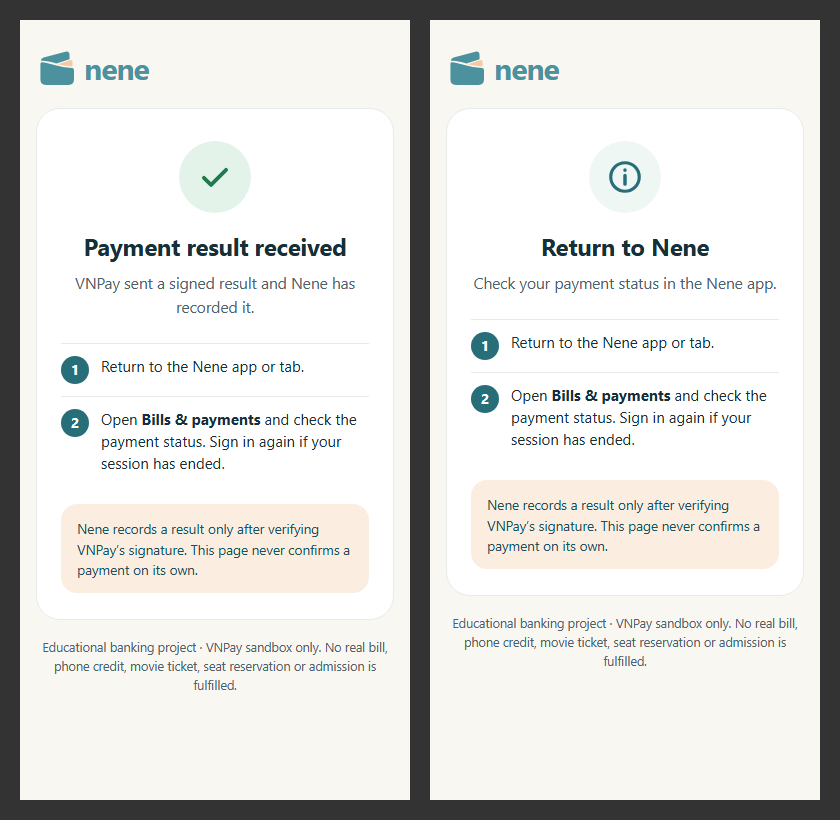 nene
Payment result received
VNPay sent a signed result and Nene has
recorded it.
1 Return to the Nene app or tab.
2 Open Bills & payments and check the
payment status. Sign in again if your
session has ended.
Nene records a result only after verifying
VNPay’s signature. This page never confirms a
payment on its own.
Educational banking project · VNPay sandbox only. No real bill,
phone credit, movie ticket, seat reservation or admission is
fulfilled.
nene
Return to Nene
Check your payment status in the Nene app.
1 Return to the Nene app or tab.
2 Open Bills & payments and check the
payment status. Sign in again if your
session has ended.
Nene records a result only after verifying
VNPay’s signature. This page never confirms a
payment on its own.
Educational banking project · VNPay sandbox only. No real bill,
phone credit, movie ticket, seat reservation or admission is
fulfilled.